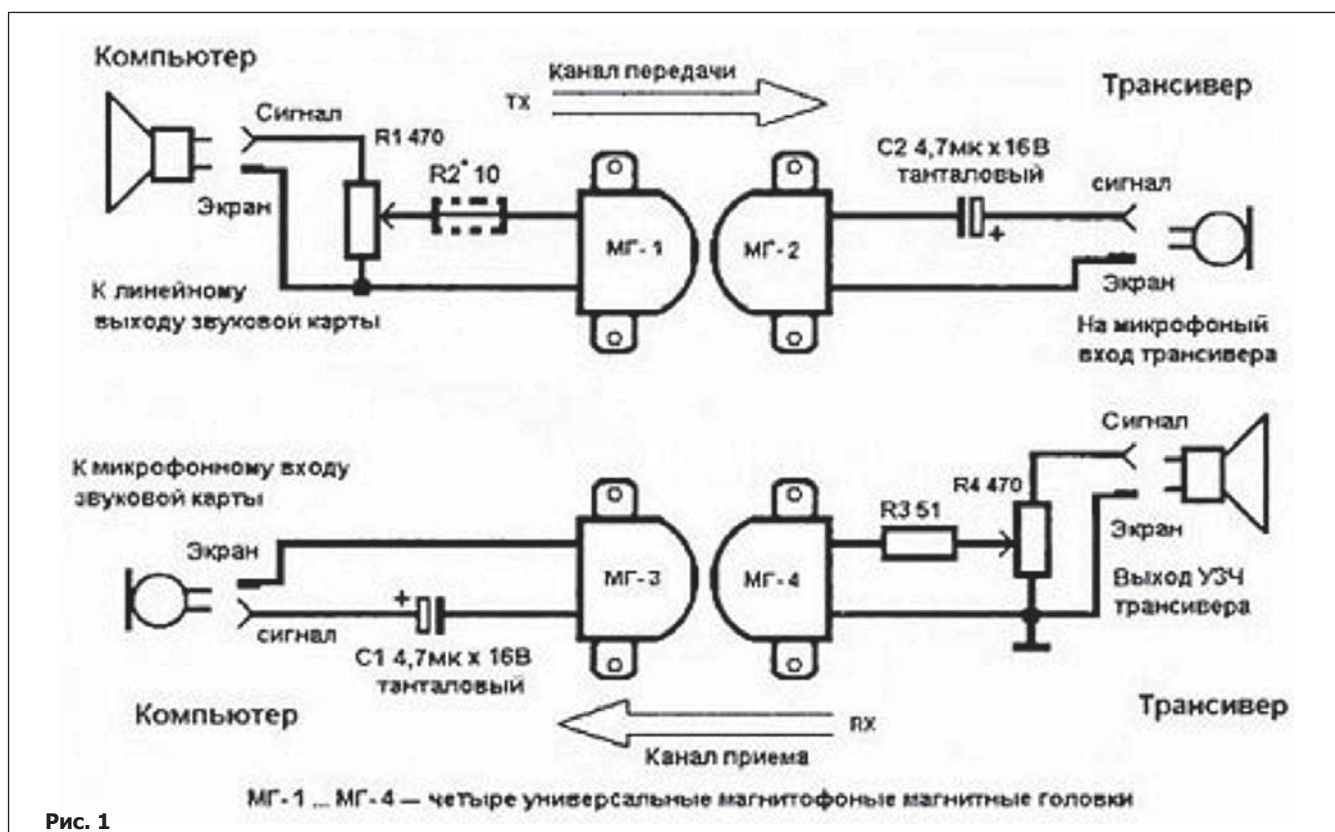 Компьютер
Канал передачи
TX
Трансивер
Сигнал
R1 470
R2* 10
Экран
МГ-1
МГ-2
C2 4,7мк x 16В
танталовый
сигнал
+
Экран
К линейному
выходу звуковой карты
На микрофоный
вход трансивера
К микрофонному входу
звуковой карты
Сигнал
Экран
МГ-3
МГ-4
R3 51
R4 470
Экран
Выход УЗЧ
трансивера
+
сигнал
C1 4,7мк x 16В
танталовый
Компьютер
RX
Канал приема
Трансивер
МГ-1 ... МГ-4 — четыре универсальные магнитофоные магнитные головки
Рис. 1